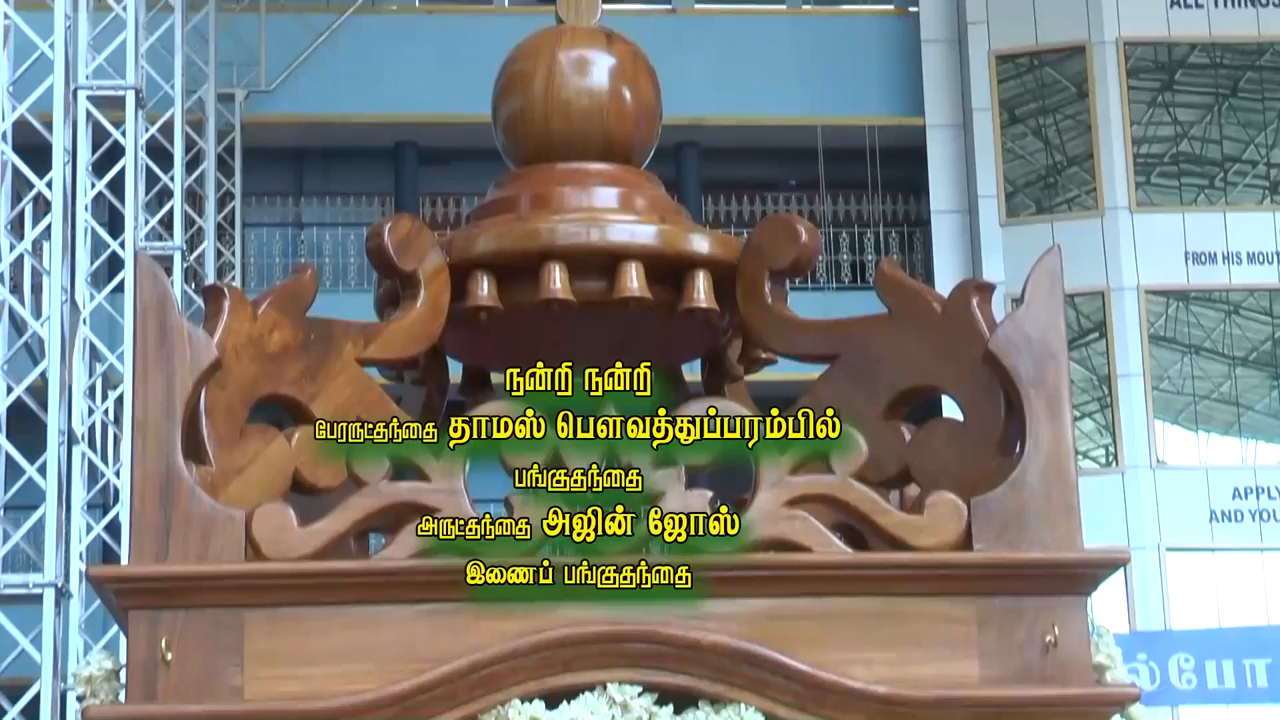 ALL THINGS
FROM HIS MOUT
APPLY
AND YOU
நன்றி நன்றி
பேரருட்தந்தை தாமஸ் பௌவத்துப்பரம்பில்
பங்குதந்தை
அருட்தந்தை அஜின் ஜோஸ்
இணைப் பங்குதந்தை
ல்போ